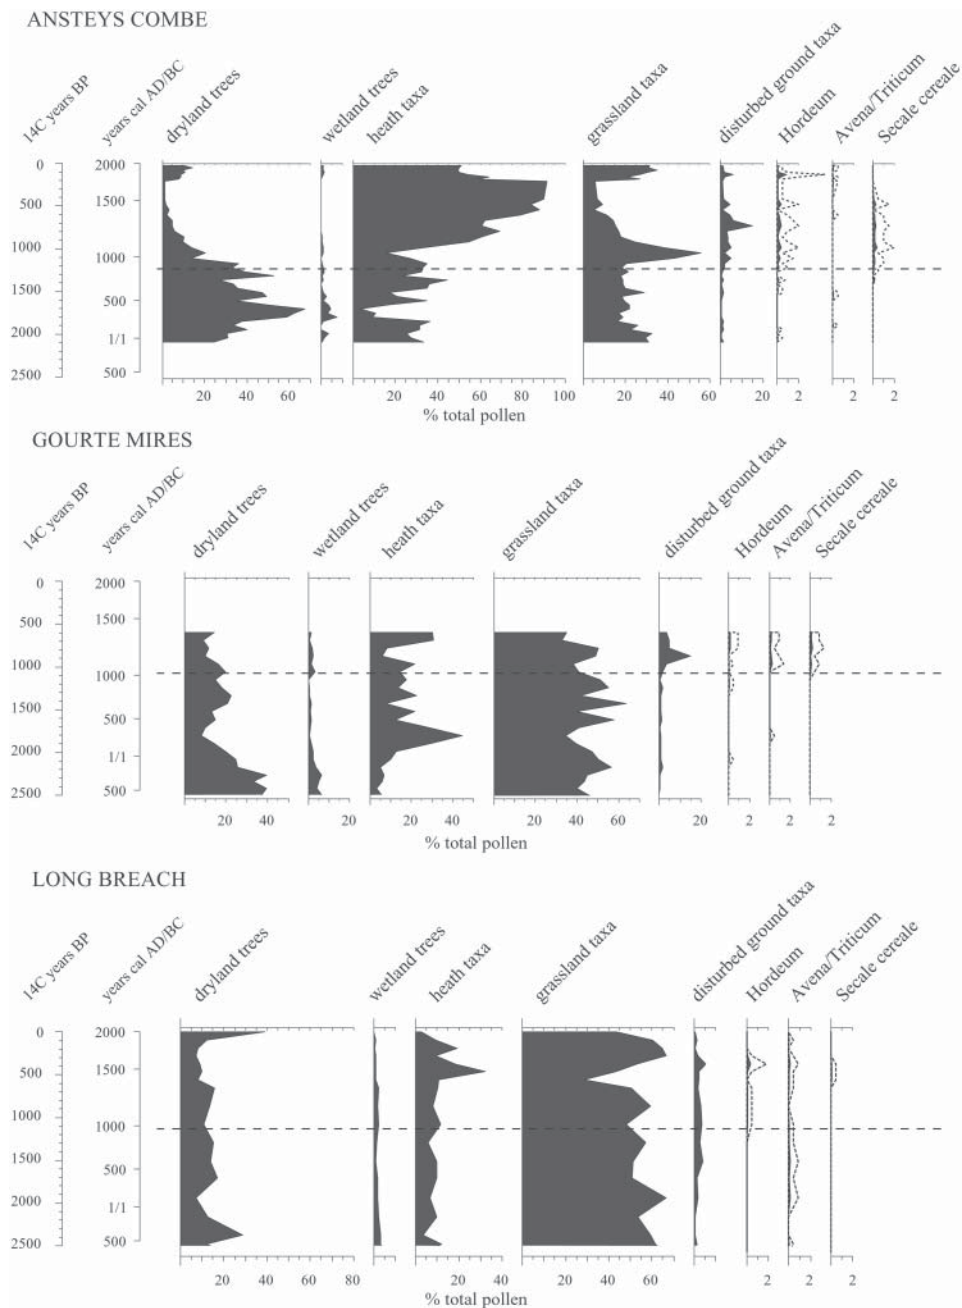 ANSTEYS COMBE
14C years BP
years cal AD/BC
dryland trees
wetland trees
heath taxa
grassland taxa
disturbed ground taxa
Hordeum
Avena/Triticum
Secale cereale
0
500
1000
1500
2000
2500
2000
1500
1000
500
1/1
500
20 40 60 20 40 60 80 100 20 40 60 20 2 2 2
% total pollen
GOURTE MIRES
14C years BP
years cal AD/BC
dryland trees
wetland trees
heath taxa
grassland taxa
disturbed ground taxa
Hordeum
Avena/Triticum
Secale cereale
0
500
1000
1500
2000
2500
2000
1500
1000
500
1/1
500
20 40 20 20 40 20 40 60 20 2 2 2
% total pollen
LONG BREACH
14C years BP
years cal AD/BC
dryland trees
wetland trees
heath taxa
grassland taxa
disturbed ground taxa
Hordeum
Avena/Triticum
Secale cereale
0
500
1000
1500
2000
2500
2000
1500
1000
500
1/1
500
20 40 60 80 20 40 20 40 60 2 2 2
% total pollen